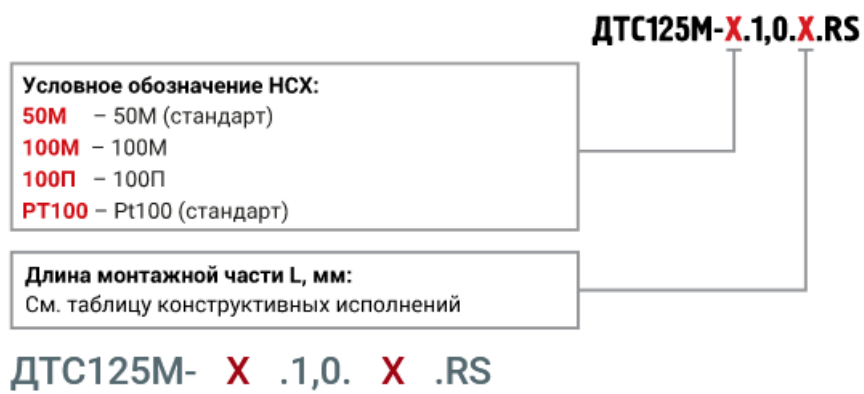 ДТС125М-X.1,0.X.RS
Условное обозначение НСХ:
50М – 50М (стандарт)
100М – 100М
100П – 100П
РТ100 – Pt100 (стандарт)
Длина монтажной части L, мм:
См. таблицу конструктивных исполнений
ДТС125М- X .1,0. X .RS